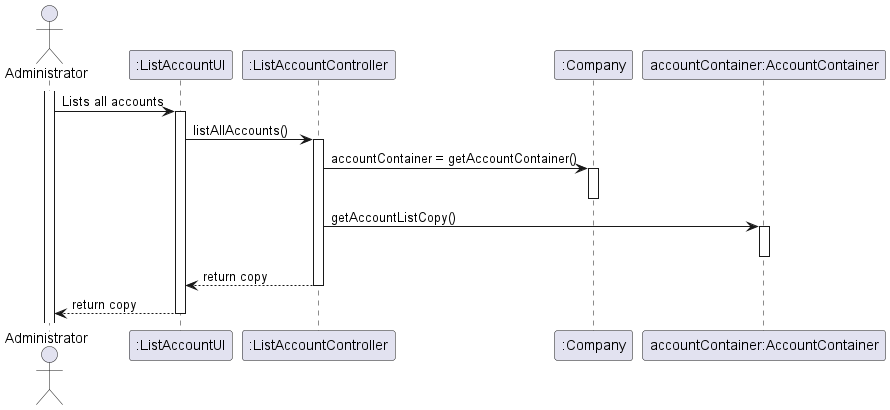 Administrator
:ListAccountUI
:ListAccountController
:Company
accountContainer:AccountContainer
Lists all accounts
listAllAccounts()
accountContainer = getAccountContainer()
getAccountListCopy()
return copy
return copy
Administrator
:ListAccountUI
:ListAccountController
:Company
accountContainer:AccountContainer